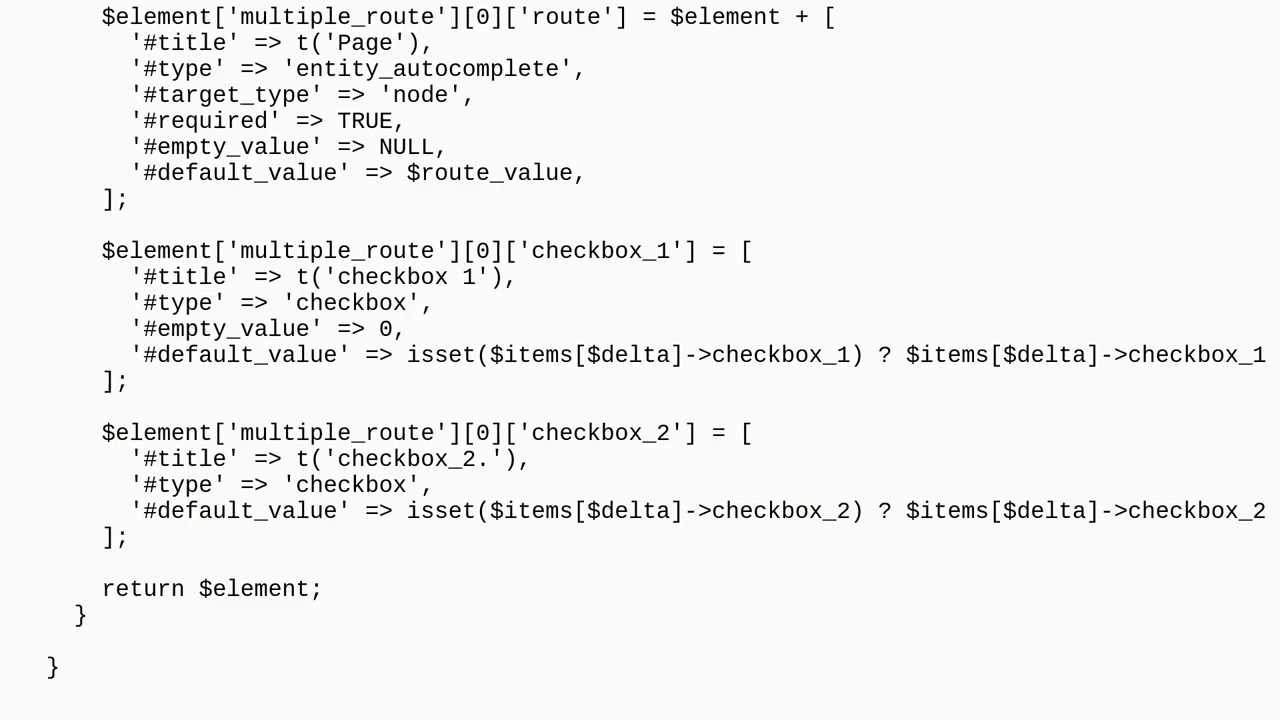 $element['multiple_route'][0]['route'] = $element + [
'#title' => t('Page'),
'#type' => 'entity_autocomplete',
'#target_type' => 'node',
'#required' => TRUE,
'#empty_value' => NULL,
'#default_value' => $route_value,
];
$element['multiple_route'][0]['checkbox_1'] = [
'#title' => t('checkbox 1'),
'#type' => 'checkbox',
'#empty_value' => 0,
'#default_value' => isset($items[$delta]->checkbox_1) ? $items[$delta]->checkbox_1
];
$element['multiple_route'][0]['checkbox_2'] = [
'#title' => t('checkbox_2.'),
'#type' => 'checkbox',
'#default_value' => isset($items[$delta]->checkbox_2) ? $items[$delta]->checkbox_2
];
return $element;
}
}